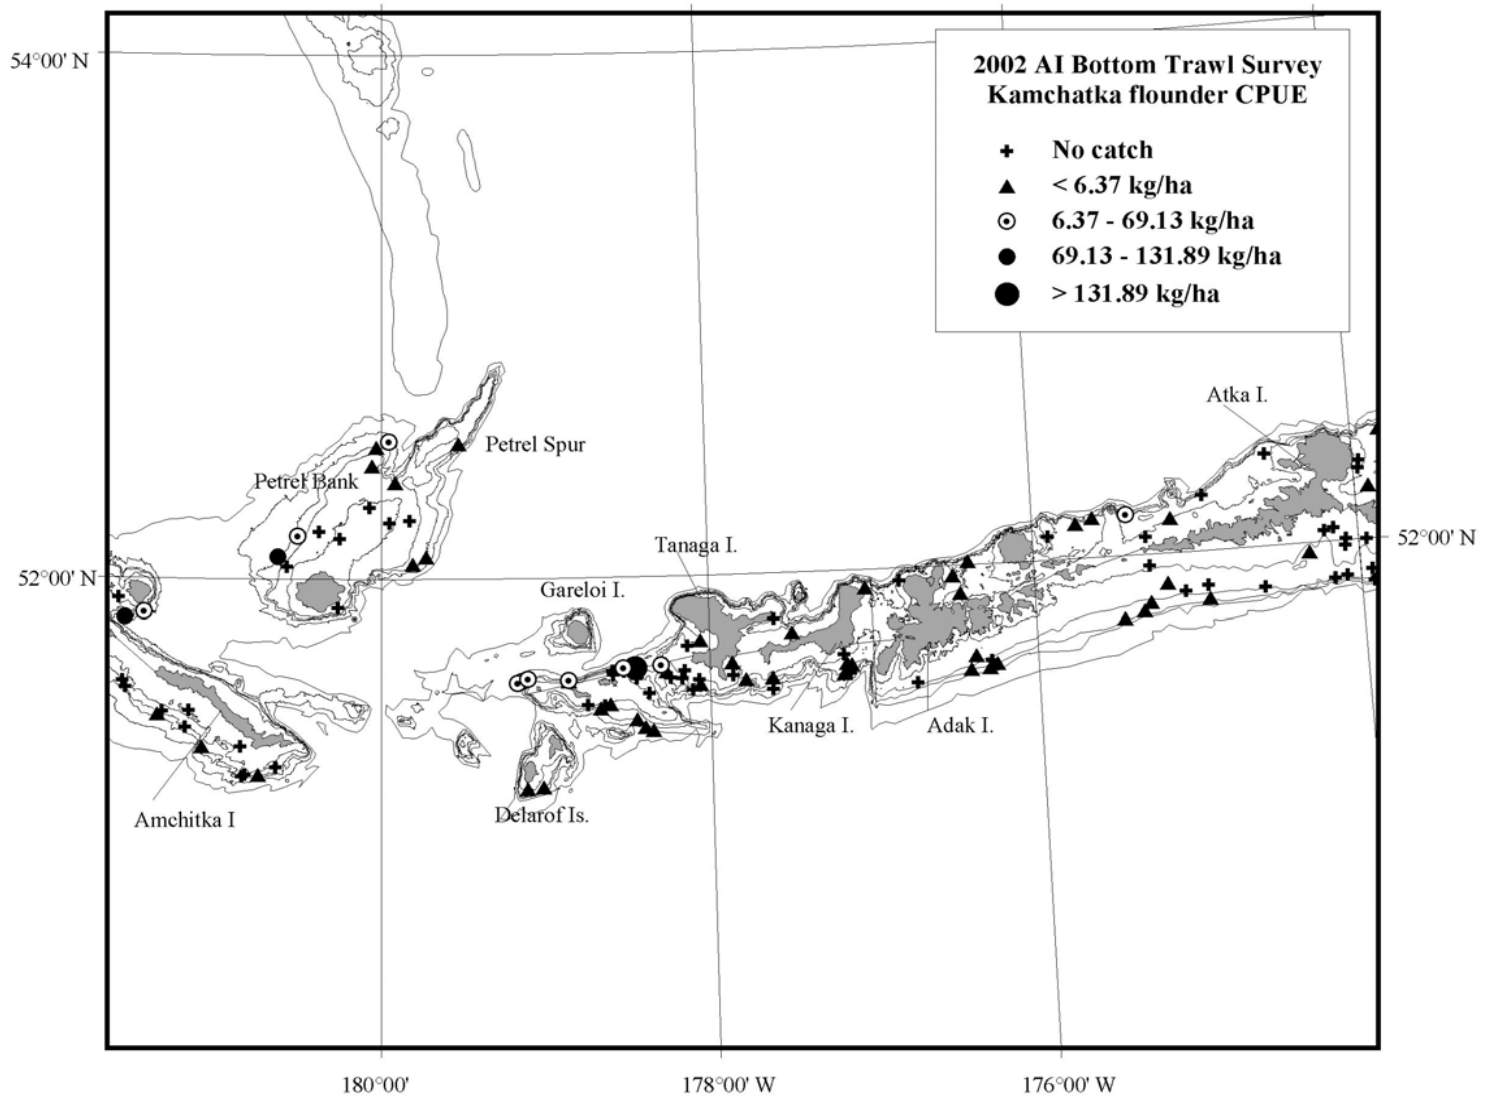 54°00' N
2002 AI Bottom Trawl Survey
Kamchatka flounder CPUE
No catch
< 6.37 kg/ha
6.37 - 69.13 kg/ha
69.13 - 131.89 kg/ha
> 131.89 kg/ha
Atka I.
Petrel Spur
Petrel Bank
52°00' N
Tanaga I.
52°00' N
Gareloi I.
Kanaga I.
Adak I.
Amchitka I
Delarof Is.
180°00'
178°00' W
176°00' W